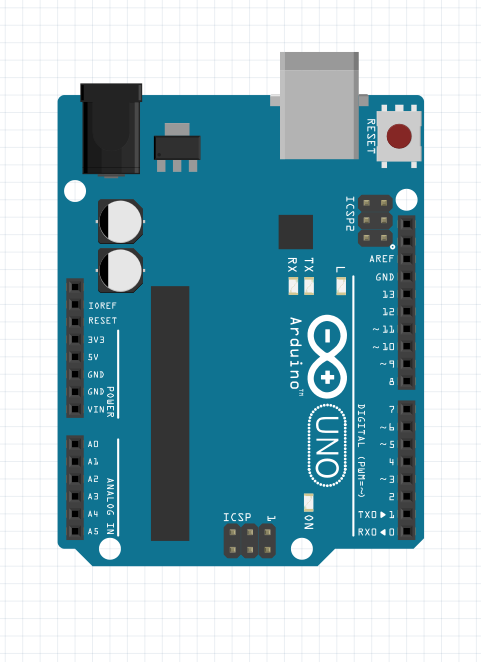 RESET
ICSP2
AREF
GND
13
12
~ 11
~ 10
~ 9
8
RX
TX
L
IOREF
RESET
3V3
5V
GND
GND
VIN
POWER
Arduino™
UNO
7
~ 6
~ 5
4
~ 3
2
TX0▶1
RX0◀0
DIGITAL (PWM=~)
A0
A1
A2
A3
A4
A5
ANALOG IN
ICSP
1
ON